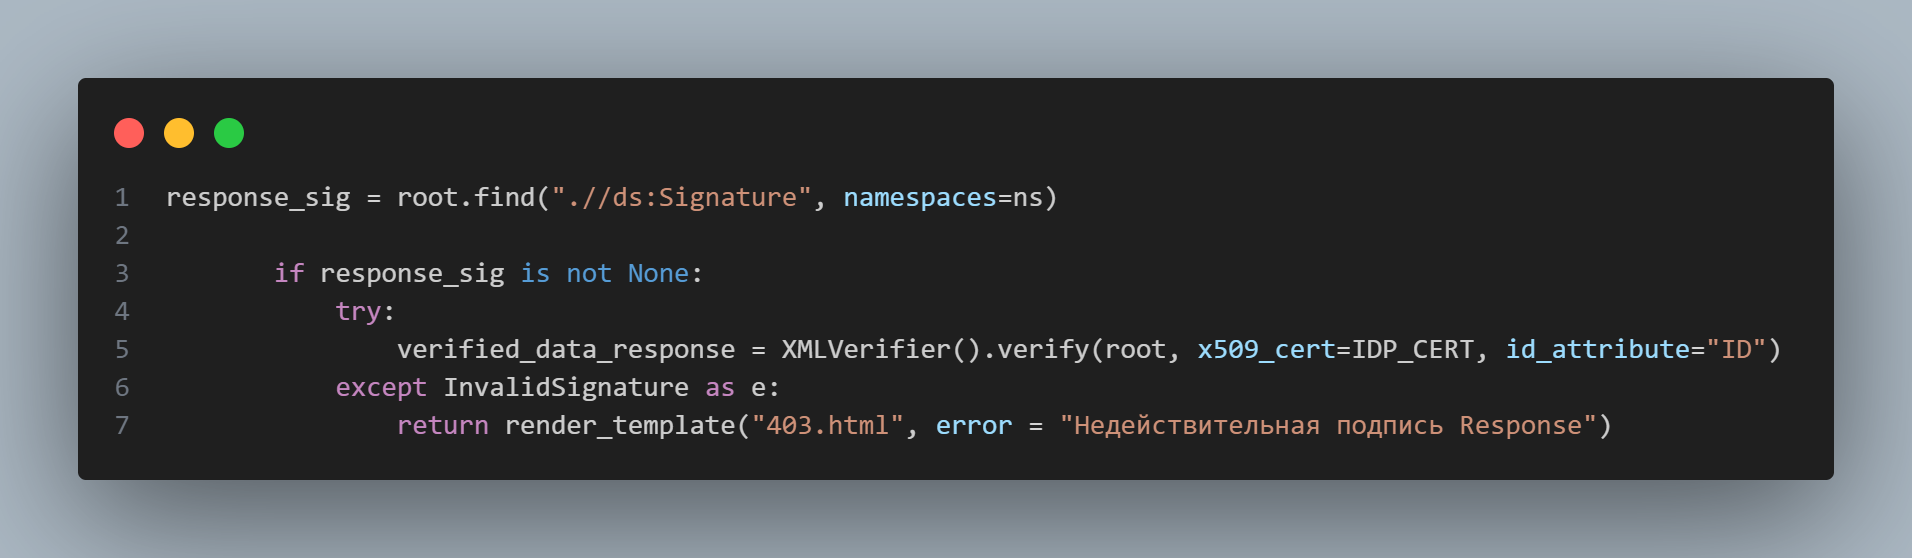 1 response_sig = root.find(".//ds:Signature", namespaces=ns)
2
3        if response_sig is not None:
4            try:
5                verified_data_response = XMLVerifier().verify(root, x509_cert=IDP_CERT, id_attribute="ID")
6            except InvalidSignature as e:
7                return render_template("403.html", error = "Недействительная подпись Response")